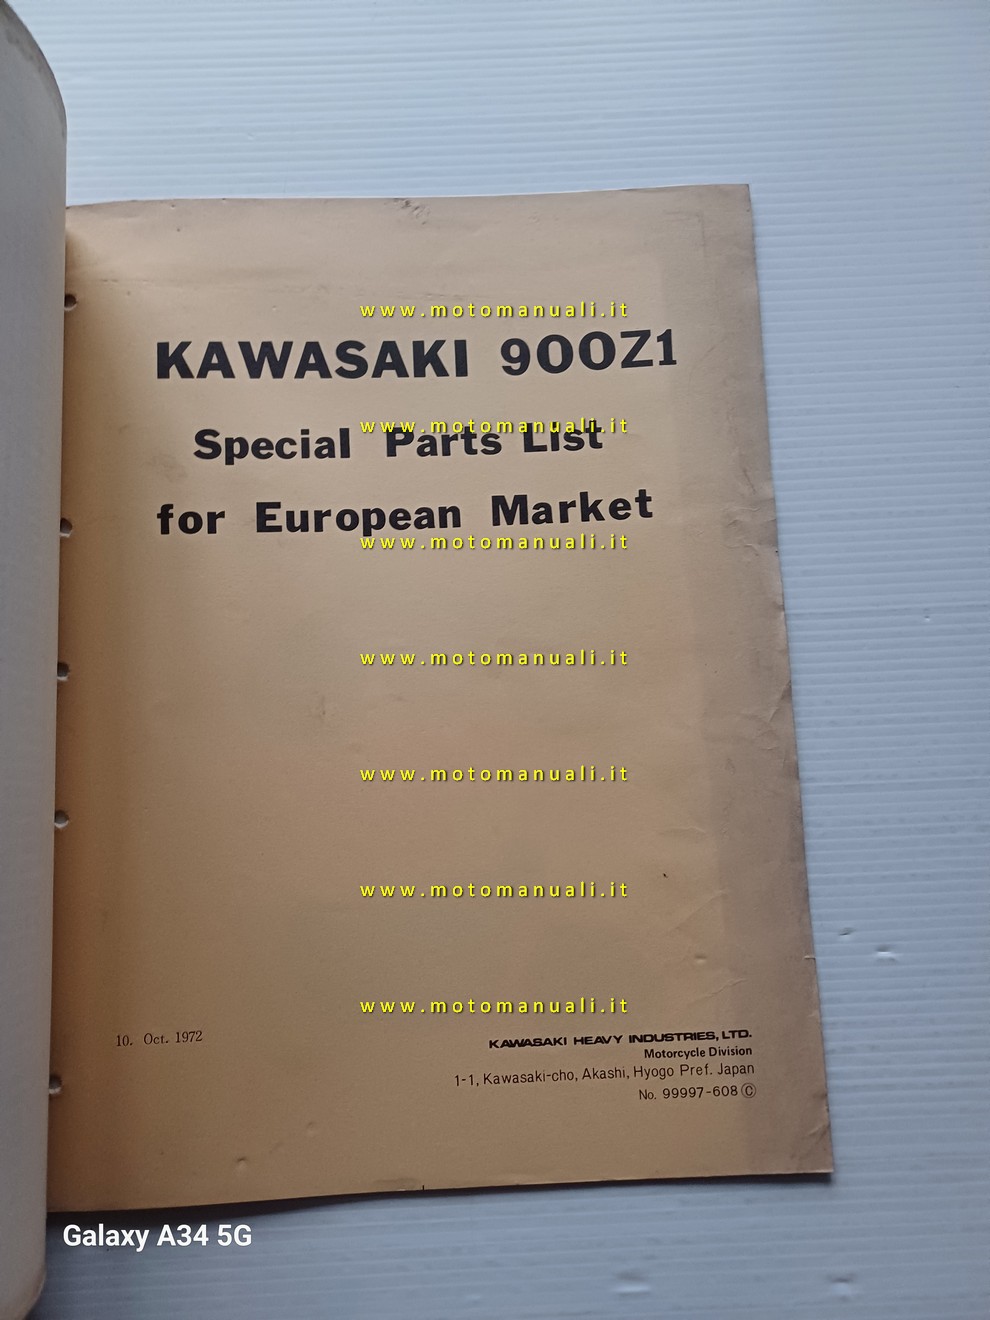 www.motomanuali.it
KAWASAKI 900Z1
www.motomanuali.it
Special Parts List
for European Market
www.motomanuali.it
www.motomanuali.it
www.motomanuali.it
www.motomanuali.it
www.motomanuali.it
10. Oct. 1972
KAWASAKI HEAVY INDUSTRIES, LTD.
Motorcycle Division
1-1, Kawasaki-cho, Akashi, Hyogo Pref. Japan
No. 99997-608 Ⓒ
Galaxy A34 5G